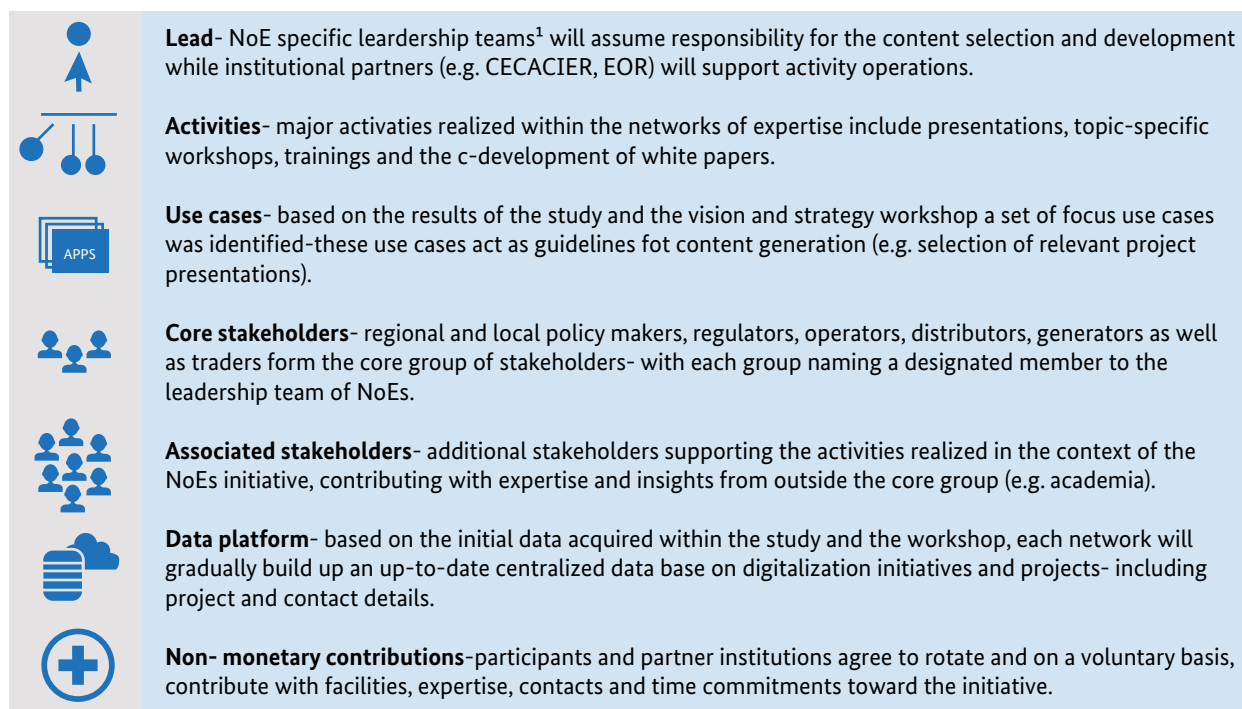 Lead- NoE specific leardership teams¹ will assume responsibility for the content selection and development
while institutional partners (e.g. CECACIER, EOR) will support activity operations.
Activities- major activaties realized within the networks of expertise include presentations, topic-specific
workshops, trainings and the c-development of white papers.
APPS
Use cases- based on the results of the study and the vision and strategy workshop a set of focus use cases
was identified-these use cases act as guidelines fot content generation (e.g. selection of relevant project
presentations).
Core stakeholders- regional and local policy makers, regulators, operators, distributors, generators as well
as traders form the core group of stakeholders- with each group naming a designated member to the
leadership team of NoEs.
Associated stakeholders- additional stakeholders supporting the activities realized in the context of the
NoEs initiative, contributing with expertise and insights from outside the core group (e.g. academia).
Data platform- based on the initial data acquired within the study and the workshop, each network will
gradually build up an up-to-date centralized data base on digitalization initiatives and projects- including
project and contact details.
Non- monetary contributions-participants and partner institutions agree to rotate and on a voluntary basis,
contribute with facilities, expertise, contacts and time commitments toward the initiative.